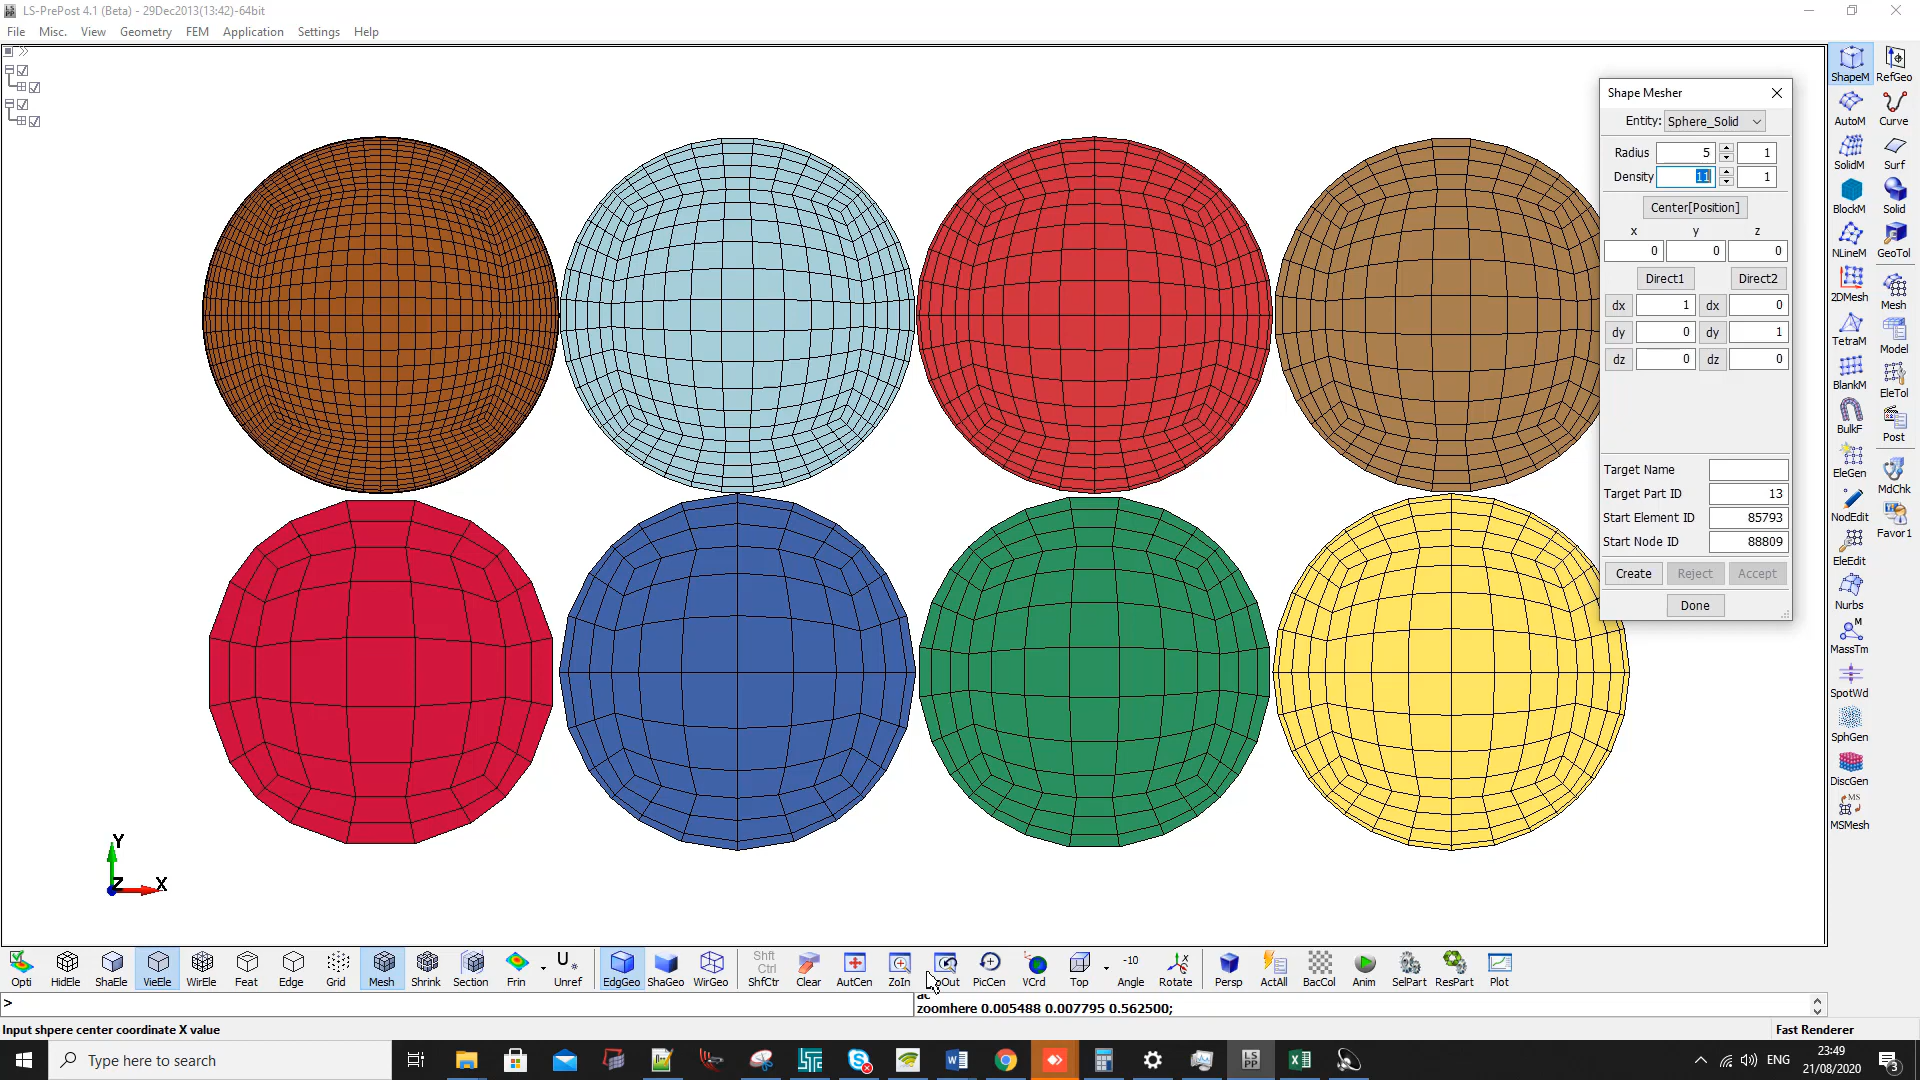 LS-PrePost 4.1 (Beta) - 29Dec2013(13:42)-64bit
File Misc. View Geometry FEM Application Settings Help
Shape Mesher
Entity: Sphere_Solid
Radius 5 1
Density 11 1
Center[Position]
x y z
0 0 0
Direct1 Direct2
dx 1 dx 0
dy 0 dy 1
dz 0 dz 0
Target Name
Target Part ID 13
Start Element ID 85793
Start Node ID 88809
Create Reject Accept
Done
ShapeM RefGeo
AutoM Curve
SolidM Surf
BlockM Solid
NLineM GeoTol
2DMesh Mesh
TetraM Model
BlankM EleTol
BulkF Post
EleGen MdChk
NodEdit Favor1
EleEdit
Nurbs
M
MassTm
SpotWd
SphGen
DiscGen
MS
MSMesh
Y
Z X
Opti HidEle ShaEle VieEle WirEle Feat Edge Grid Mesh Shrink Section Frin Unref EdgGeo ShaGeo WirGeo Shft Ctrl ShfCtr Clear AutCen ZoIn oOut PicCen VCrd Top -10 Angle Rotate Persp ActAll BacCol Anim SelPart ResPart Plot
>
ac
zoomhere 0.005488 0.007795 0.562500;
Input shpere center coordinate X value
Fast Renderer
Type here to search
ENG
23:49
21/08/2020
3